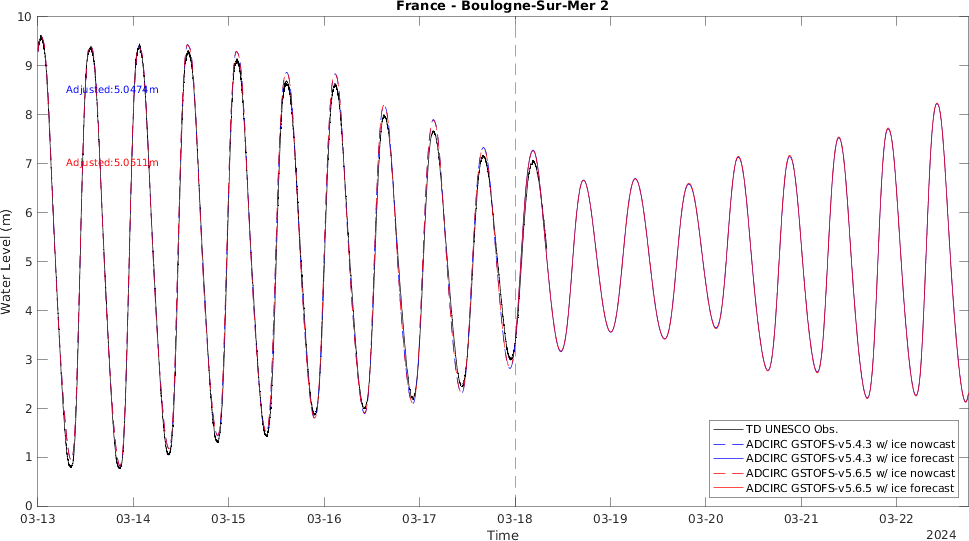 France - Boulogne-Sur-Mer 2
10
9
8
7
6
5
4
3
2
1
0
Water Level (m)
Adjusted:5.0474m
Adjusted:5.0511m
TD UNESCO Obs.
ADCIRC GSTOFS-v5.4.3 w/ ice nowcast
ADCIRC GSTOFS-v5.4.3 w/ ice forecast
ADCIRC GSTOFS-v5.6.5 w/ ice nowcast
ADCIRC GSTOFS-v5.6.5 w/ ice forecast
03-13 03-14 03-15 03-16 03-17 03-18 03-19 03-20 03-21 03-22
Time
2024